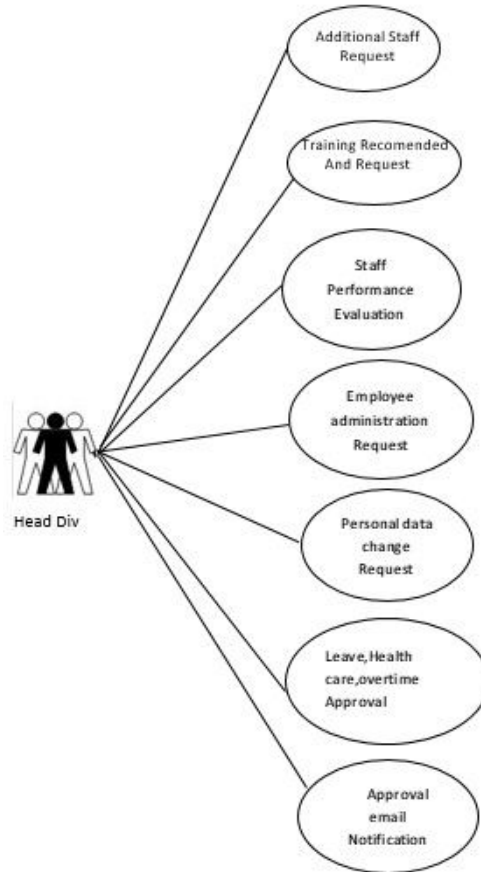 Additional Staff
Request
Training Recomended
And Request
Staff
Performance
Evaluation
Employee
administration
Request
Head Div
Personal data
change
Request
Leave,Health
care,overtime
Approval
Approval
email
Notification